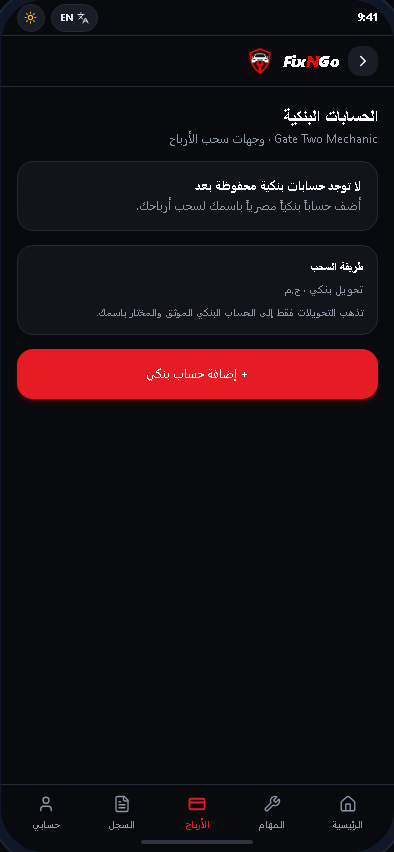 9:41
EN
FixNGo
الحسابات البنكية
Gate Two Mechanic · وجهات سحب الأرباح
لا توجد حسابات بنكية محفوظة بعد
أضف حساباً بنكياً مصرياً باسمك لسحب أرباحك.
طريقة السحب
تحويل بنكي · ج.م
تذهب التحويلات فقط إلى الحساب البنكي الموثق والمختار باسمك.
+ إضافة حساب بنكي
الرئيسية
المهام
الأرباح
السجل
حسابي